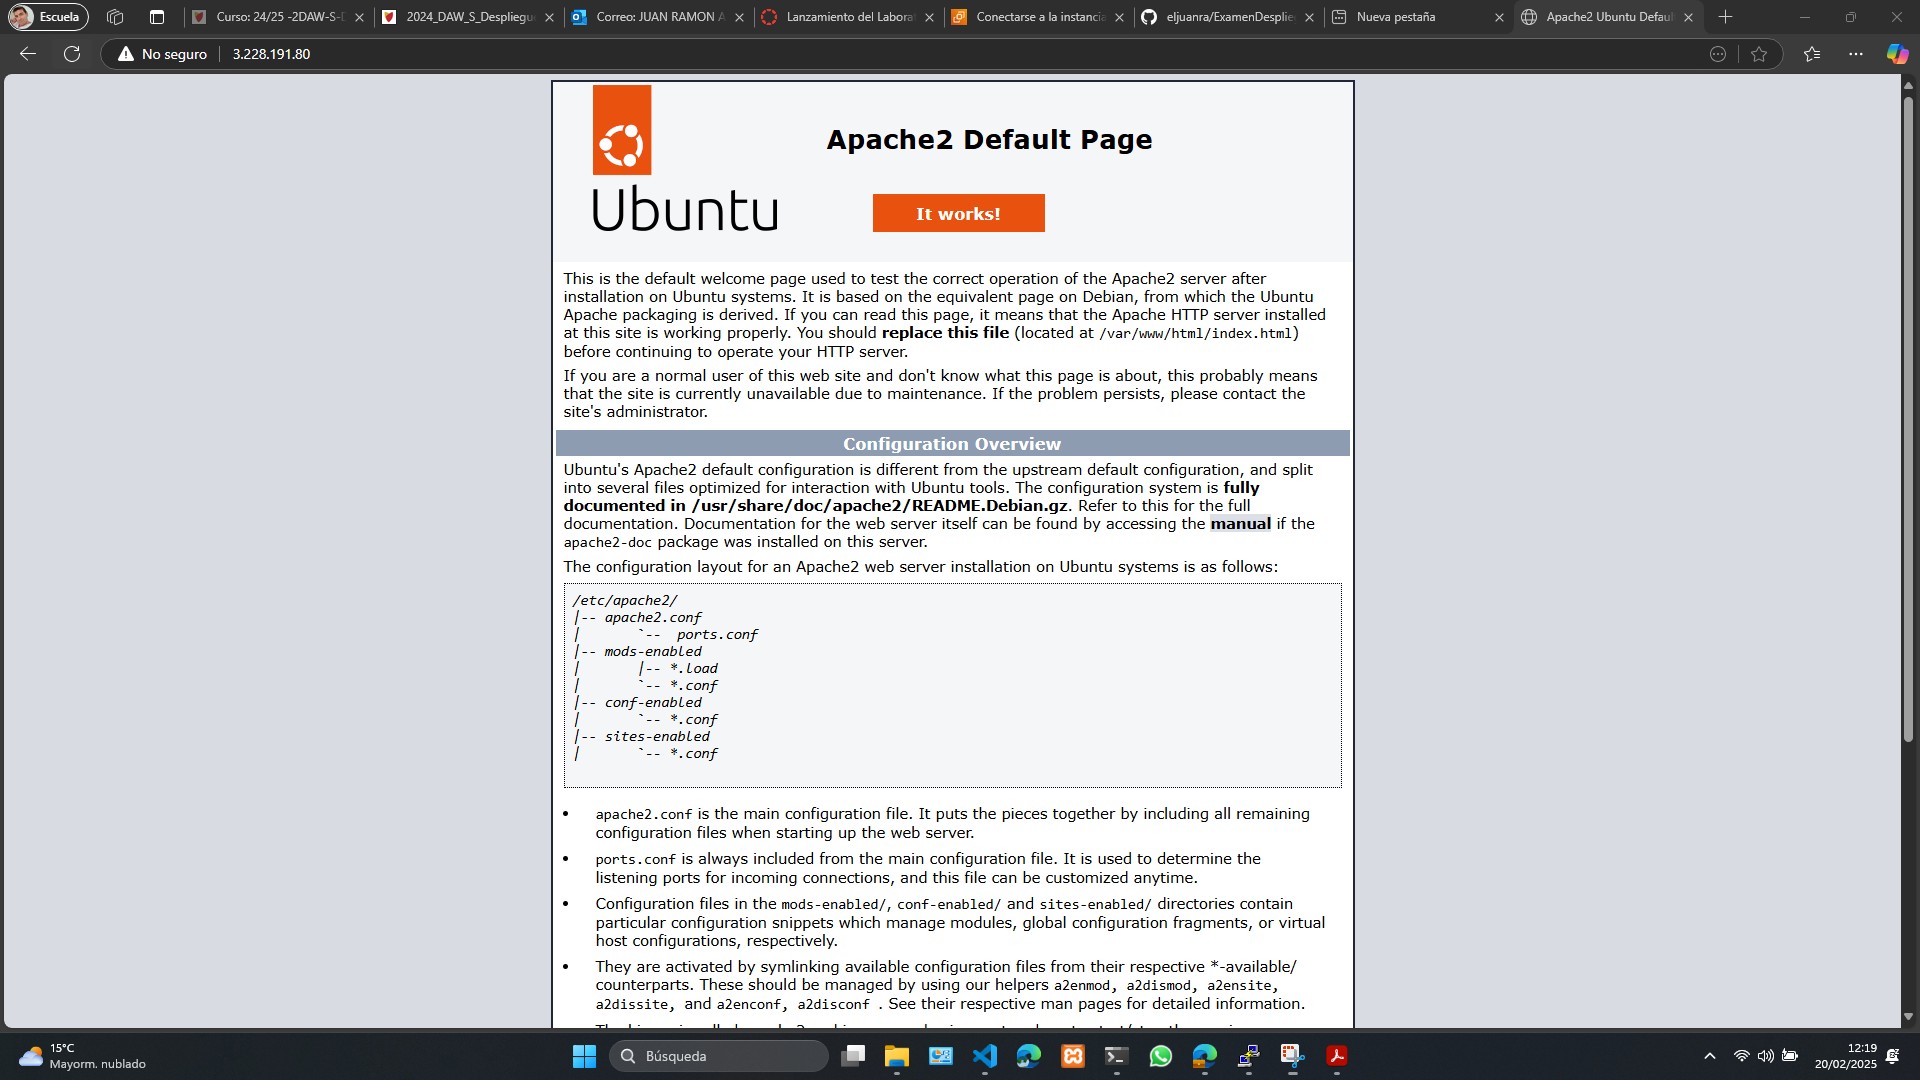 Escuela
Curso: 24/25 -2DAW-S-D
2024_DAW_S_Despliegue
Correo: JUAN RAMON A
Lanzamiento del Labora
Conectarse a la instancia
eljuanra/ExamenDesplie
Nueva pestaña
Apache2 Ubuntu Defaul
No seguro
3.228.191.80
Apache2 Default Page
Ubuntu
It works!
This is the default welcome page used to test the correct operation of the Apache2 server after
installation on Ubuntu systems. It is based on the equivalent page on Debian, from which the Ubuntu
Apache packaging is derived. If you can read this page, it means that the Apache HTTP server installed
at this site is working properly. You should replace this file (located at /var/www/html/index.html)
before continuing to operate your HTTP server.
If you are a normal user of this web site and don't know what this page is about, this probably means
that the site is currently unavailable due to maintenance. If the problem persists, please contact the
site's administrator.
Configuration Overview
Ubuntu's Apache2 default configuration is different from the upstream default configuration, and split
into several files optimized for interaction with Ubuntu tools. The configuration system is fully
documented in /usr/share/doc/apache2/README.Debian.gz. Refer to this for the full
documentation. Documentation for the web server itself can be found by accessing the manual if the
apache2-doc package was installed on this server.
The configuration layout for an Apache2 web server installation on Ubuntu systems is as follows:
/etc/apache2/
|-- apache2.conf
|       `--  ports.conf
|-- mods-enabled
|       |-- *.load
|       `-- *.conf
|-- conf-enabled
|       `-- *.conf
|-- sites-enabled
|       `-- *.conf
• apache2.conf is the main configuration file. It puts the pieces together by including all remaining
configuration files when starting up the web server.
• ports.conf is always included from the main configuration file. It is used to determine the
listening ports for incoming connections, and this file can be customized anytime.
• Configuration files in the mods-enabled/, conf-enabled/ and sites-enabled/ directories contain
particular configuration snippets which manage modules, global configuration fragments, or virtual
host configurations, respectively.
• They are activated by symlinking available configuration files from their respective *-available/
counterparts. These should be managed by using our helpers a2enmod, a2dismod, a2ensite,
a2dissite, and a2enconf, a2disconf . See their respective man pages for detailed information.
15°C
Mayorm. nublado
Búsqueda
12:19
20/02/2025